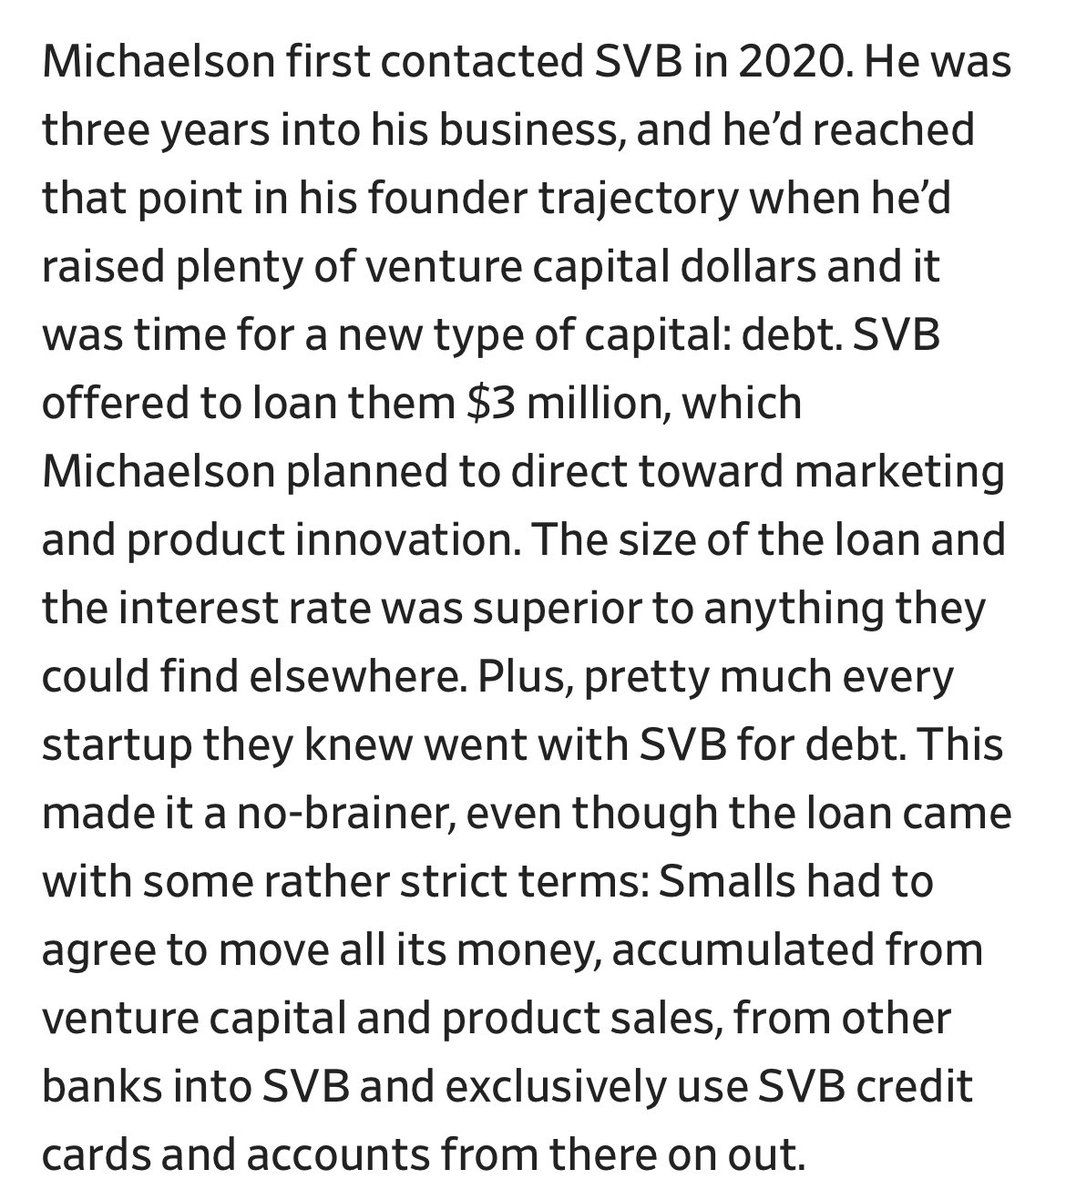 Michaelson first contacted SVB in 2020. He was
three years into his business, and he’d reached
that point in his founder trajectory when he’d
raised plenty of venture capital dollars and it
was time for a new type of capital: debt. SVB
offered to loan them $3 million, which
Michaelson planned to direct toward marketing
and product innovation. The size of the loan and
the interest rate was superior to anything they
could find elsewhere. Plus, pretty much every
startup they knew went with SVB for debt. This
made it a no-brainer, even though the loan came
with some rather strict terms: Smalls had to
agree to move all its money, accumulated from
venture capital and product sales, from other
banks into SVB and exclusively use SVB credit
cards and accounts from there on out.